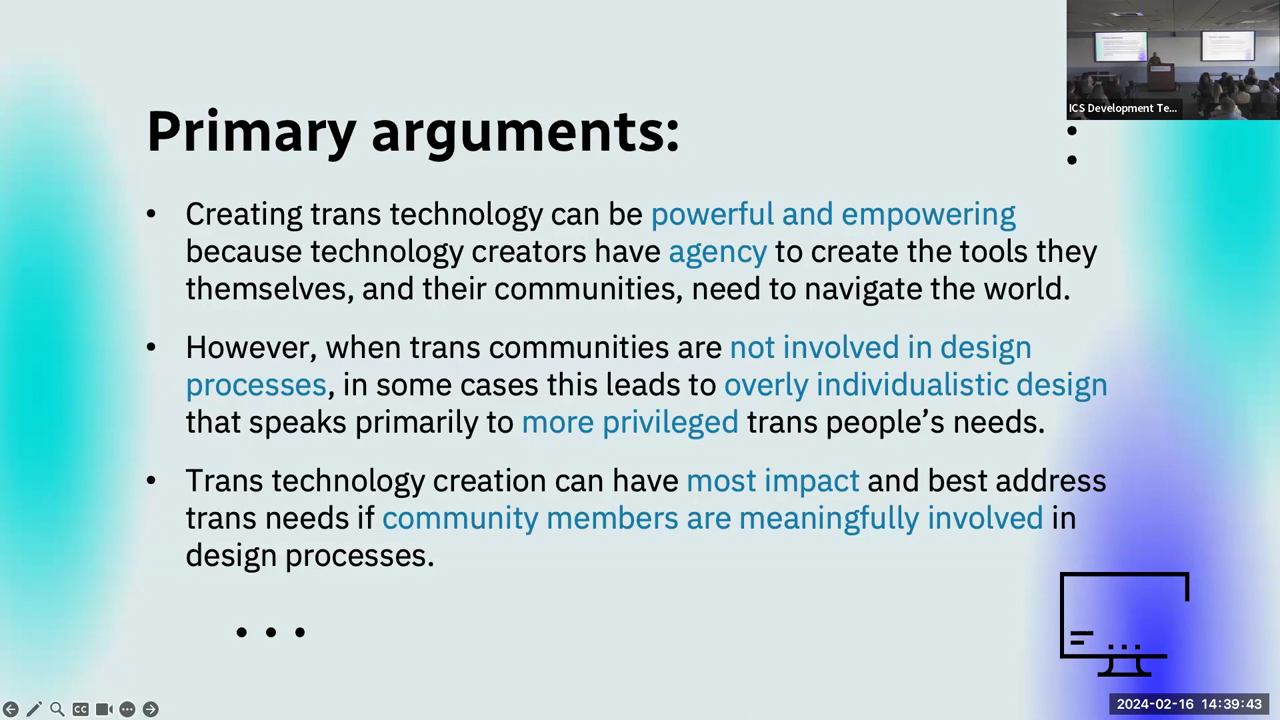 Primary arguments:
• Creating trans technology can be powerful and empowering
because technology creators have agency to create the tools they
themselves, and their communities, need to navigate the world.
• However, when trans communities are not involved in design
processes, in some cases this leads to overly individualistic design
that speaks primarily to more privileged trans people’s needs.
• Trans technology creation can have most impact and best address
trans needs if community members are meaningfully involved in
design processes.
ICS Development Te...
CC
2024-02-16 14:39:43